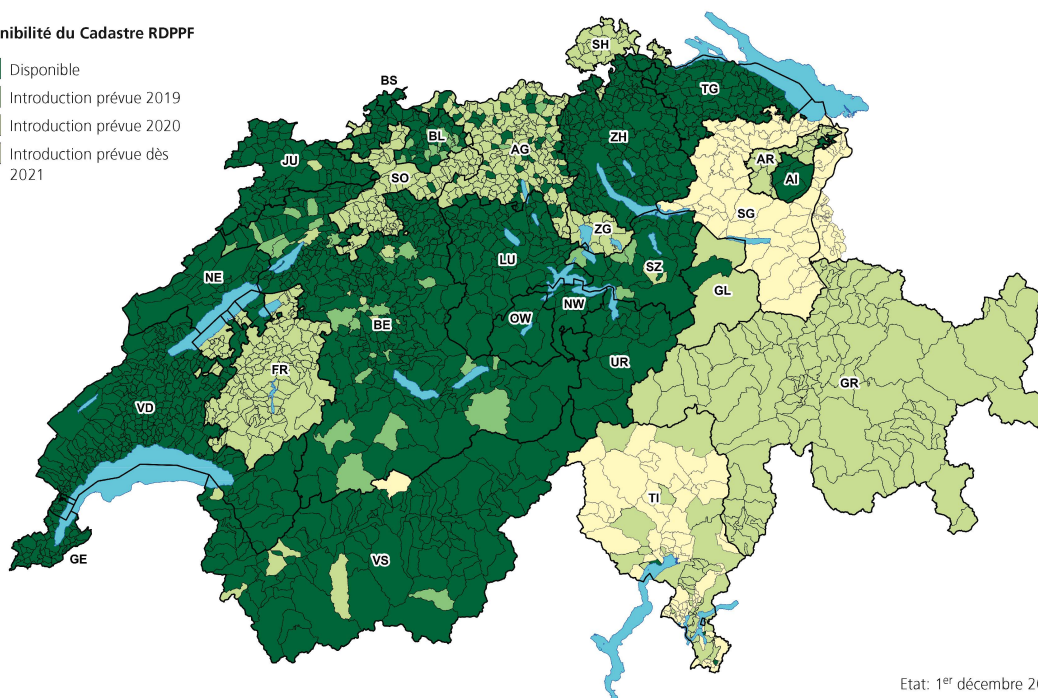 nibilité du Cadastre RDPPF
Disponible
Introduction prévue 2019
Introduction prévue 2020
Introduction prévue dès
2021
SH
BS
TG
BL
ZH
AG
JU
AR
AI
SO
SG
ZG
LU
SZ
NE
GL
NW
OW
BE
UR
FR
GR
VD
TI
VS
GE
Etat: 1er décembre 20